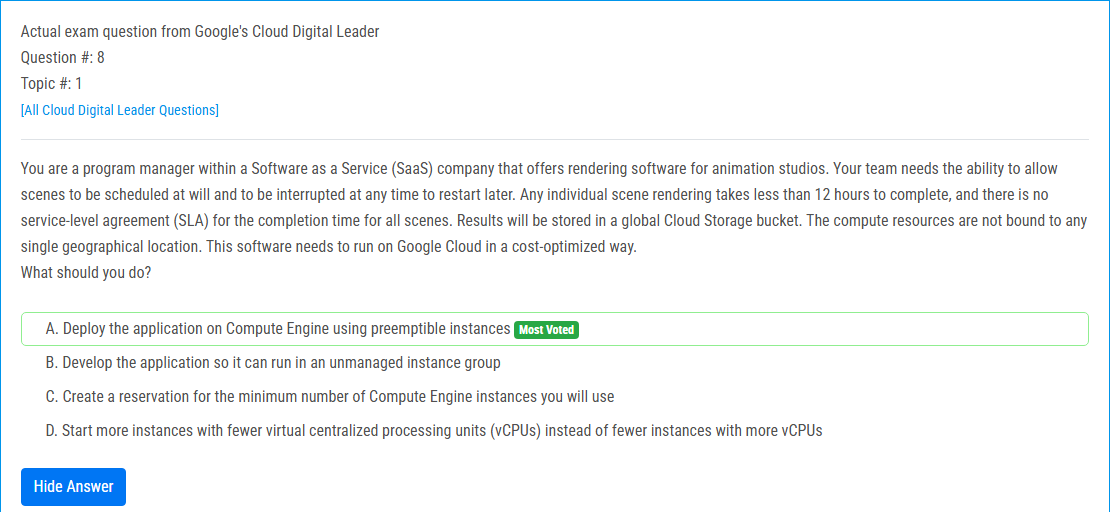 Actual exam question from Google's Cloud Digital Leader
Question #: 8
Topic #: 1
[All Cloud Digital Leader Questions]
You are a program manager within a Software as a Service (SaaS) company that offers rendering software for animation studios. Your team needs the ability to allow
scenes to be scheduled at will and to be interrupted at any time to restart later. Any individual scene rendering takes less than 12 hours to complete, and there is no
service-level agreement (SLA) for the completion time for all scenes. Results will be stored in a global Cloud Storage bucket. The compute resources are not bound to any
single geographical location. This software needs to run on Google Cloud in a cost-optimized way.
What should you do?
A. Deploy the application on Compute Engine using preemptible instances Most Voted
B. Develop the application so it can run in an unmanaged instance group
C. Create a reservation for the minimum number of Compute Engine instances you will use
D. Start more instances with fewer virtual centralized processing units (vCPUs) instead of fewer instances with more vCPUs
Hide Answer